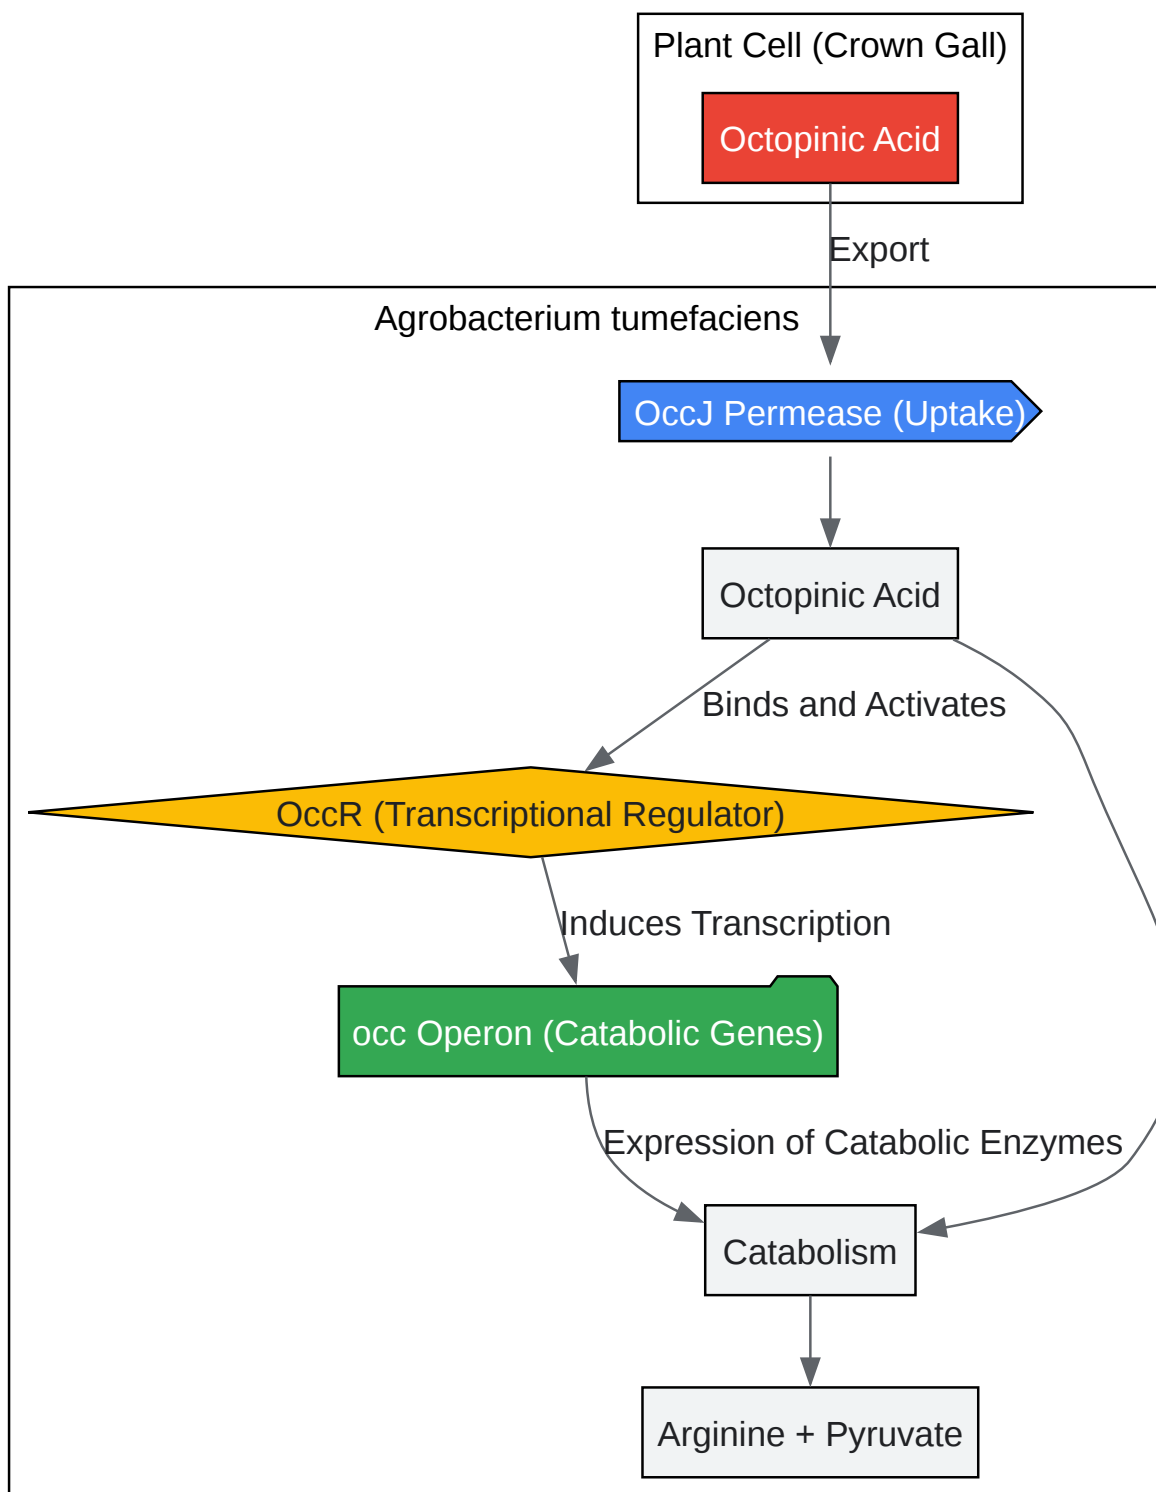 Plant Cell (Crown Gall)
Octopinic Acid
Export
Agrobacterium tumefaciens
OccJ Permease (Uptake)
Octopinic Acid
Binds and Activates
OccR (Transcriptional Regulator)
Induces Transcription
occ Operon (Catabolic Genes)
Expression of Catabolic Enzymes
Catabolism
Arginine + Pyruvate